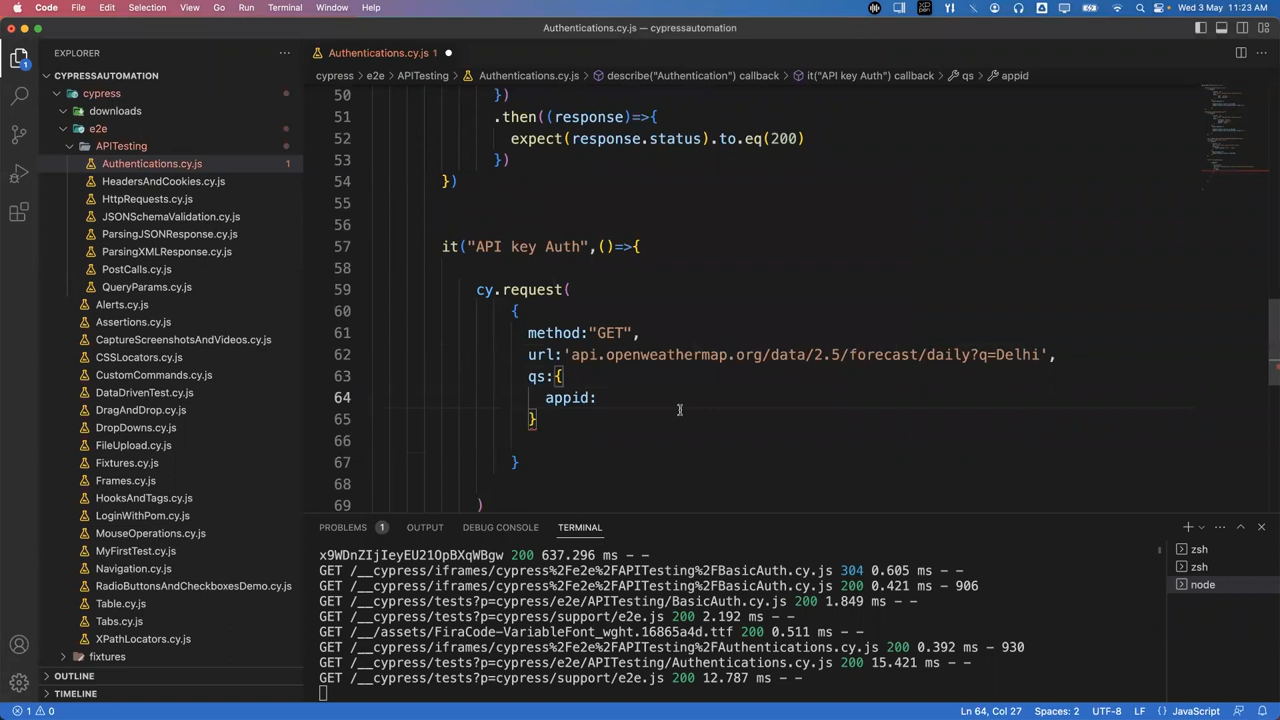 Code File Edit Selection View Go Run Terminal Window Help Wed 3 May 11:23 AM
Authentications.cy.js — cypressautomation
EXPLORER
Authentications.cy.js 1
cypress > e2e > APITesting > Authentications.cy.js > describe("Authentication") callback > it("API key Auth") callback > qs > appid
CYPRESSAUTOMATION
cypress
downloads
e2e
APITesting
Authentications.cy.js 1
HeadersAndCookies.cy.js
HttpRequests.cy.js
JSONSchemaValidation.cy.js
ParsingJSONResponse.cy.js
ParsingXMLResponse.cy.js
PostCalls.cy.js
QueryParams.cy.js
Alerts.cy.js
Assertions.cy.js
CaptureScreenshotsAndVideos.cy.js
CSSLocators.cy.js
CustomCommands.cy.js
DataDrivenTest.cy.js
DragAndDrop.cy.js
DropDowns.cy.js
FileUpload.cy.js
Fixtures.cy.js
Frames.cy.js
HooksAndTags.cy.js
LoginWithPom.cy.js
MouseOperations.cy.js
MyFirstTest.cy.js
Navigation.cy.js
RadioButtonsAndCheckboxesDemo.cy.js
Table.cy.js
Tabs.cy.js
XPathLocators.cy.js
fixtures
OUTLINE
TIMELINE
50 })
51 .then((response)=>{
52 expect(response.status).to.eq(200)
53 })
54 })
55
56
57 it("API key Auth",()=>{
58
59 cy.request(
60 {
61 method:"GET",
62 url:'api.openweathermap.org/data/2.5/forecast/daily?q=Delhi',
63 qs:{
64 appid:
65 }
66
67 }
68
69 )
PROBLEMS 1 OUTPUT DEBUG CONSOLE TERMINAL
x9WDnZIjIeyEU21OpBXqWBgw 200 637.296 ms - -
GET /__cypress/iframes/cypress%2Fe2e%2FAPITesting%2FBasicAuth.cy.js 304 0.605 ms - -
GET /__cypress/iframes/cypress%2Fe2e%2FAPITesting%2FBasicAuth.cy.js 200 0.421 ms - 906
GET /__cypress/tests?p=cypress/e2e/APITesting/BasicAuth.cy.js 200 1.849 ms - -
GET /__cypress/tests?p=cypress/support/e2e.js 200 2.192 ms - -
GET /__/assets/FiraCode-VariableFont_wght.16865a4d.ttf 200 0.511 ms - -
GET /__cypress/iframes/cypress%2Fe2e%2FAPITesting%2FAuthentications.cy.js 200 0.392 ms - 930
GET /__cypress/tests?p=cypress/e2e/APITesting/Authentications.cy.js 200 15.421 ms - -
GET /__cypress/tests?p=cypress/support/e2e.js 200 12.787 ms - -
zsh
zsh
node
1 0 Ln 64, Col 27 Spaces: 2 UTF-8 LF {} JavaScript